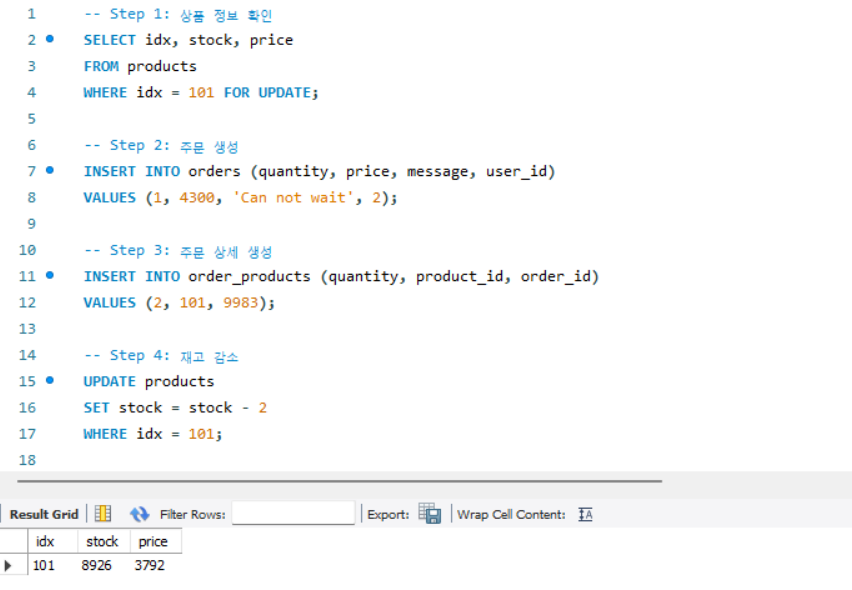 1 -- Step 1: 상품 정보 확인
2 SELECT idx, stock, price
3 FROM products
4 WHERE idx = 101 FOR UPDATE;
5
6 -- Step 2: 주문 생성
7 INSERT INTO orders (quantity, price, message, user_id)
8 VALUES (1, 4300, 'Can not wait', 2);
9
10 -- Step 3: 주문 상세 생성
11 INSERT INTO order_products (quantity, product_id, order_id)
12 VALUES (2, 101, 9983);
13
14 -- Step 4: 재고 감소
15 UPDATE products
16 SET stock = stock - 2
17 WHERE idx = 101;
18
Result Grid Filter Rows: Export: Wrap Cell Content: IA
idx stock price
101 8926 3792